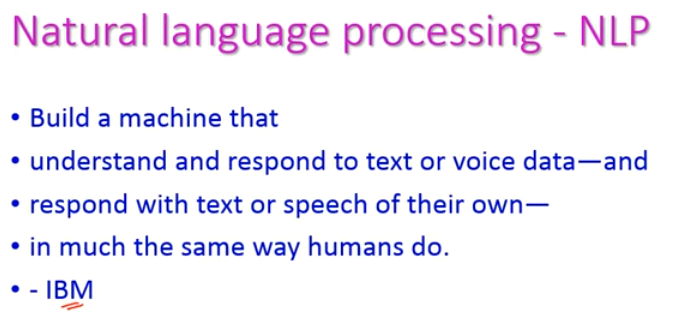 Natural language processing - NLP
• Build a machine that
• understand and respond to text or voice data—and
• respond with text or speech of their own—
• in much the same way humans do.
• - IBM